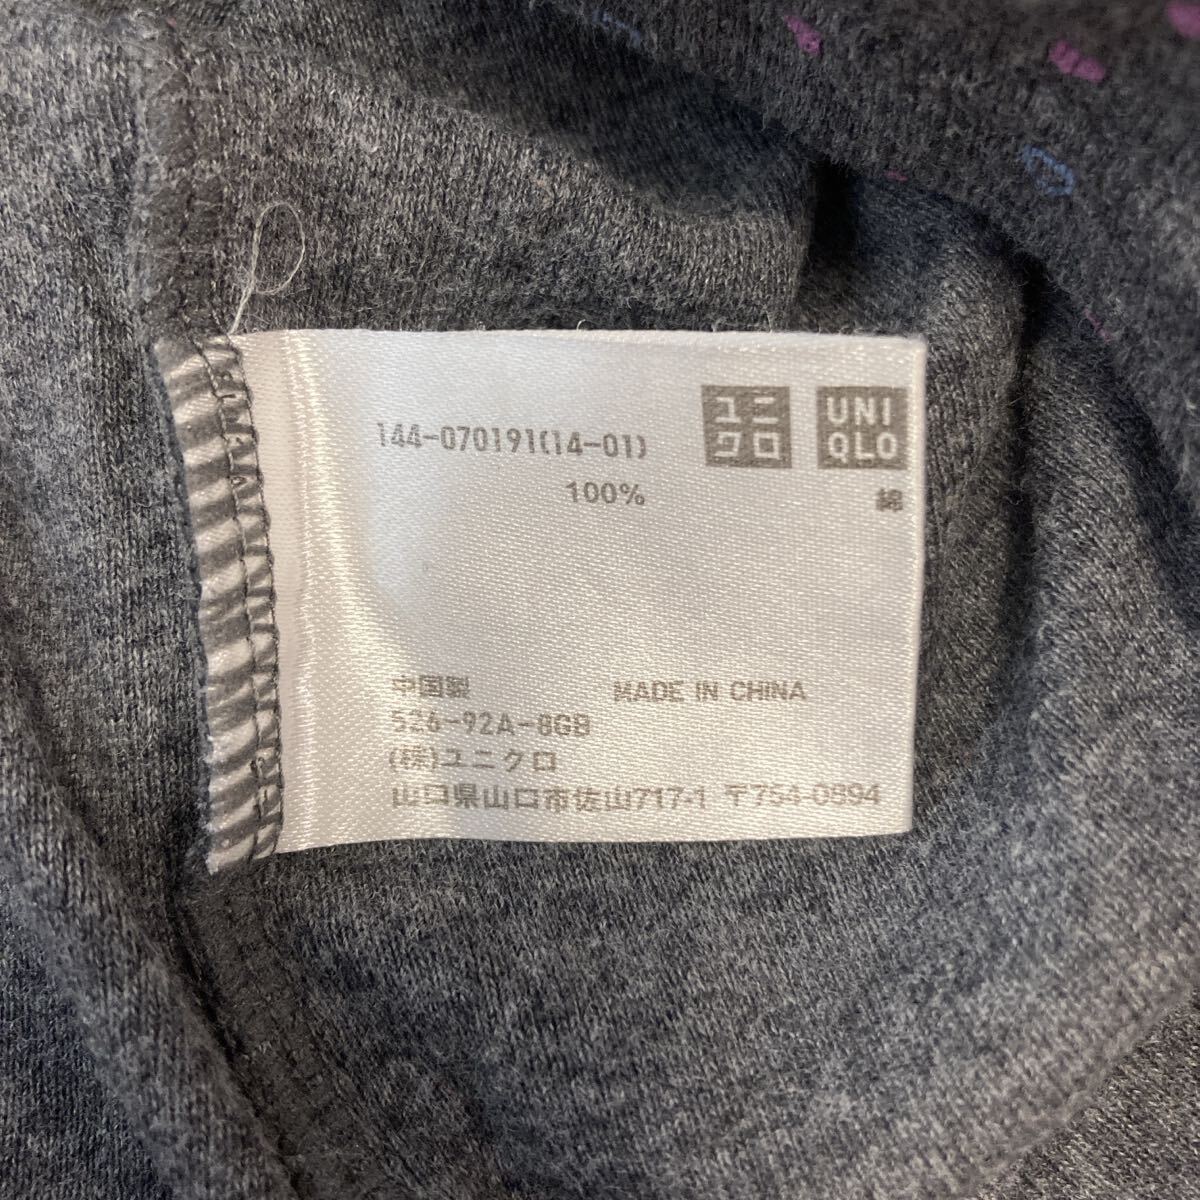 ユニクロ UNIQLO
144-070191(14-01)
綿 100%
中国製 MADE IN CHINA
526-92A-8GB
(株)ユニクロ
山口県山口市佐山717-1 〒754-0894